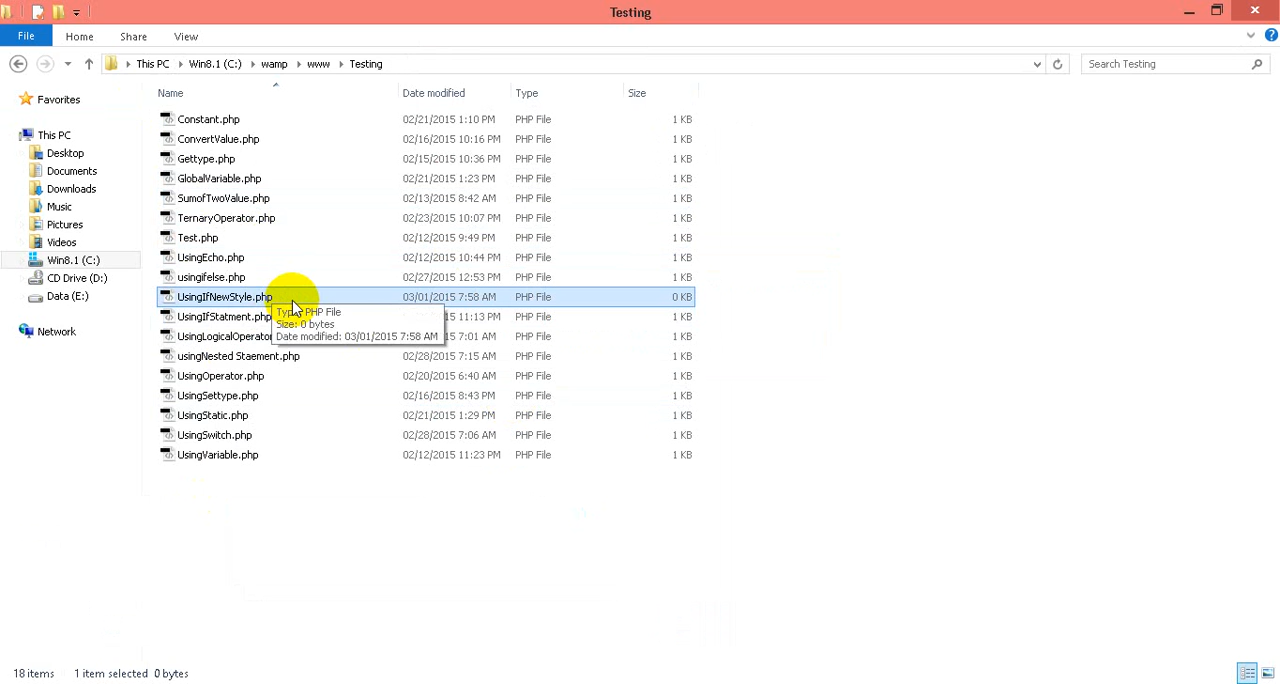 Testing
File Home Share View
This PC Win8.1 (C:) wamp www Testing
Search Testing
Favorites
This PC
Desktop
Documents
Downloads
Music
Pictures
Videos
Win8.1 (C:)
CD Drive (D:)
Data (E:)
Network
Name Date modified Type Size
Constant.php 02/21/2015 1:10 PM PHP File 1 KB
ConvertValue.php 02/16/2015 10:16 PM PHP File 1 KB
Gettype.php 02/15/2015 10:36 PM PHP File 1 KB
GlobalVariable.php 02/21/2015 1:23 PM PHP File 1 KB
SumofTwoValue.php 02/13/2015 8:42 AM PHP File 1 KB
TernaryOperator.php 02/23/2015 10:07 PM PHP File 1 KB
Test.php 02/12/2015 9:49 PM PHP File 1 KB
UsingEcho.php 02/12/2015 10:44 PM PHP File 1 KB
usingifelse.php 02/27/2015 12:53 PM PHP File 1 KB
UsingIfNewStyle.php 03/01/2015 7:58 AM PHP File 0 KB
UsingIfStatment.php 15 11:13 PM PHP File 1 KB
UsingLogicalOperato 15 7:01 AM PHP File 1 KB
usingNested Staement.php 02/28/2015 7:15 AM PHP File 1 KB
UsingOperator.php 02/20/2015 6:40 AM PHP File 1 KB
UsingSettype.php 02/16/2015 8:43 PM PHP File 1 KB
UsingStatic.php 02/21/2015 1:29 PM PHP File 1 KB
UsingSwitch.php 02/28/2015 7:06 AM PHP File 1 KB
UsingVariable.php 02/12/2015 11:23 PM PHP File 1 KB
Type: PHP File
Size: 0 bytes
Date modified: 03/01/2015 7:58 AM
18 items 1 item selected 0 bytes